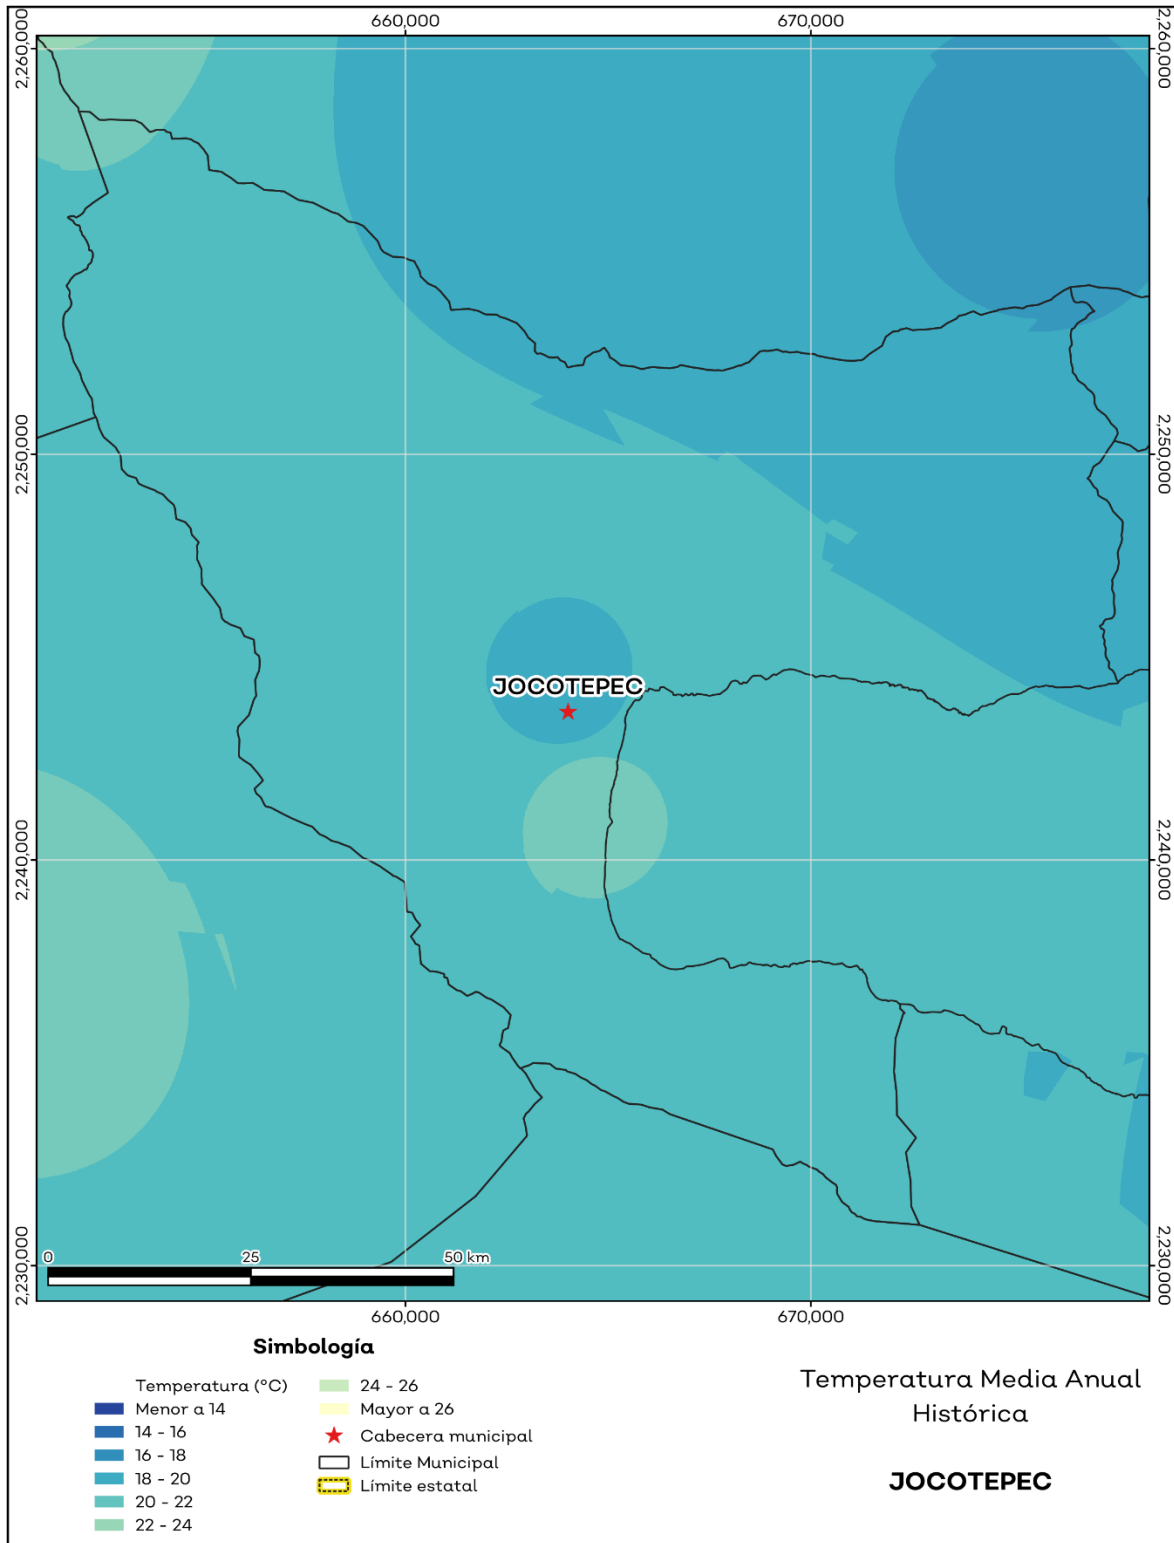 660,000
670,000
2,260,000
2,260,000
2,250,000
2,250,000
JOCOTEPEC
2,240,000
2,240,000
2,230,000
2,230,000
0
25
50 km
660,000
670,000
Simbología
Temperatura (°C)
Menor a 14
14 - 16
16 - 18
18 - 20
20 - 22
22 - 24
24 - 26
Mayor a 26
Cabecera municipal
Límite Municipal
Límite estatal
Temperatura Media Anual
Histórica
JOCOTEPEC